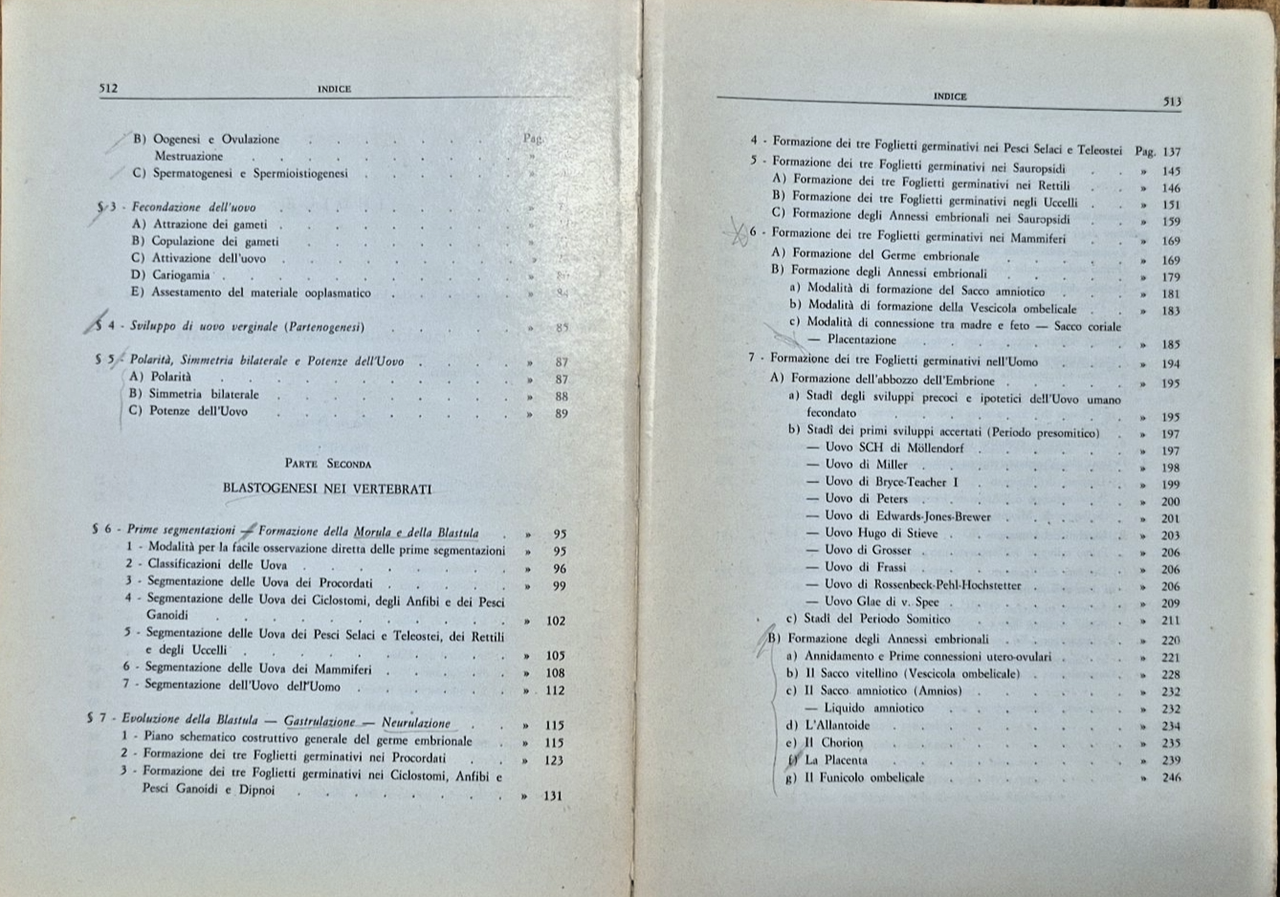 512 INDICE
B) Oogenesi e Ovulazione . . . . . . Pag.
Mestruazione . . . . . . . . »
C) Spermatogenesi e Spermioistiogenesi . . . . »
§ 3 - Fecondazione dell'uovo . . . . . . »
A) Attrazione dei gameti . . . . . . »
B) Copulazione dei gameti . . . . . . »
C) Attivazione dell'uovo . . . . . . »
D) Cariogamia . . . . . . . . »
E) Assestamento del materiale ooplasmatico . . . . » 84
§ 4 - Sviluppo di uovo verginale (Partenogenesi) . . . . » 85
§ 5 - Polarità, Simmetria bilaterale e Potenze dell'Uovo . . . » 87
A) Polarità . . . . . . . . » 87
B) Simmetria bilaterale . . . . . . » 88
C) Potenze dell'Uovo . . . . . . » 89
PARTE SECONDA
BLASTOGENESI NEI VERTEBRATI
§ 6 - Prime segmentazioni — Formazione della Morula e della Blastula . » 95
1 - Modalità per la facile osservazione diretta delle prime segmentazioni » 95
2 - Classificazioni delle Uova . . . . . . » 96
3 - Segmentazione delle Uova dei Procordati . . . . » 99
4 - Segmentazione delle Uova dei Ciclostomi, degli Anfibi e dei Pesci
Ganoidi . . . . . . . . » 102
5 - Segmentazione delle Uova dei Pesci Selaci e Teleostei, dei Rettili
e degli Uccelli . . . . . . . » 105
6 - Segmentazione delle Uova dei Mammiferi . . . . » 108
7 - Segmentazione dell'Uovo dell'Uomo . . . . . » 112
§ 7 - Evoluzione della Blastula — Gastrulazione — Neurulazione . . » 115
1 - Piano schematico costruttivo generale del germe embrionale . » 115
2 - Formazione dei tre Foglietti germinativi nei Procordati . . » 123
3 - Formazione dei tre Foglietti germinativi nei Ciclostomi, Anfibi e
Pesci Ganoidi e Dipnoi . . . . . . » 131
INDICE 513
4 - Formazione dei tre Foglietti germinativi nei Pesci Selaci e Teleostei Pag. 137
5 - Formazione dei tre Foglietti germinativi nei Sauropsidi . . » 145
A) Formazione dei tre Foglietti germinativi nei Rettili . . » 146
B) Formazione dei tre Foglietti germinativi negli Uccelli . . » 151
C) Formazione degli Annessi embrionali nei Sauropsidi . . » 159
6 - Formazione dei tre Foglietti germinativi nei Mammiferi . . » 169
A) Formazione del Germe embrionale . . . . . » 169
B) Formazione degli Annessi embrionali . . . . » 179
a) Modalità di formazione del Sacco amniotico . . . » 181
b) Modalità di formazione della Vescicola ombelicale . . » 183
c) Modalità di connessione tra madre e feto — Sacco coriale
— Placentazione . . . . . . . » 185
7 - Formazione dei tre Foglietti germinativi nell'Uomo . . . » 194
A) Formazione dell'abbozzo dell'Embrione . . . . » 195
a) Stadi degli sviluppi precoci e ipotetici dell'Uovo umano
fecondato . . . . . . . . » 195
b) Stadi dei primi sviluppi accertati (Periodo presomitico) . » 197
— Uovo SCH di Möllendorf . . . . . » 197
— Uovo di Miller . . . . . . . » 198
— Uovo di Bryce-Teacher I . . . . . » 199
— Uovo di Peters . . . . . . . » 200
— Uovo di Edwards-Jones-Brewer . . . . » 201
— Uovo Hugo di Stieve . . . . . . » 203
— Uovo di Grosser . . . . . . » 206
— Uovo di Frassi . . . . . . . » 206
— Uovo di Rossenbeck-Pehl-Hochstetter . . . » 206
— Uovo Glae di v. Spee . . . . . . » 209
c) Stadi del Periodo Somitico . . . . . » 211
B) Formazione degli Annessi embrionali . . . . » 220
a) Annidamento e Prime connessioni utero-ovulari . . . » 221
b) Il Sacco vitellino (Vescicola ombelicale) . . . . » 228
c) Il Sacco amniotico (Amnios) . . . . . » 232
— Liquido amniotico . . . . . . » 232
d) L'Allantoide . . . . . . . » 234
e) Il Chorion . . . . . . . » 235
f) La Placenta . . . . . . . » 239
g) Il Funicolo ombelicale . . . . . . » 246